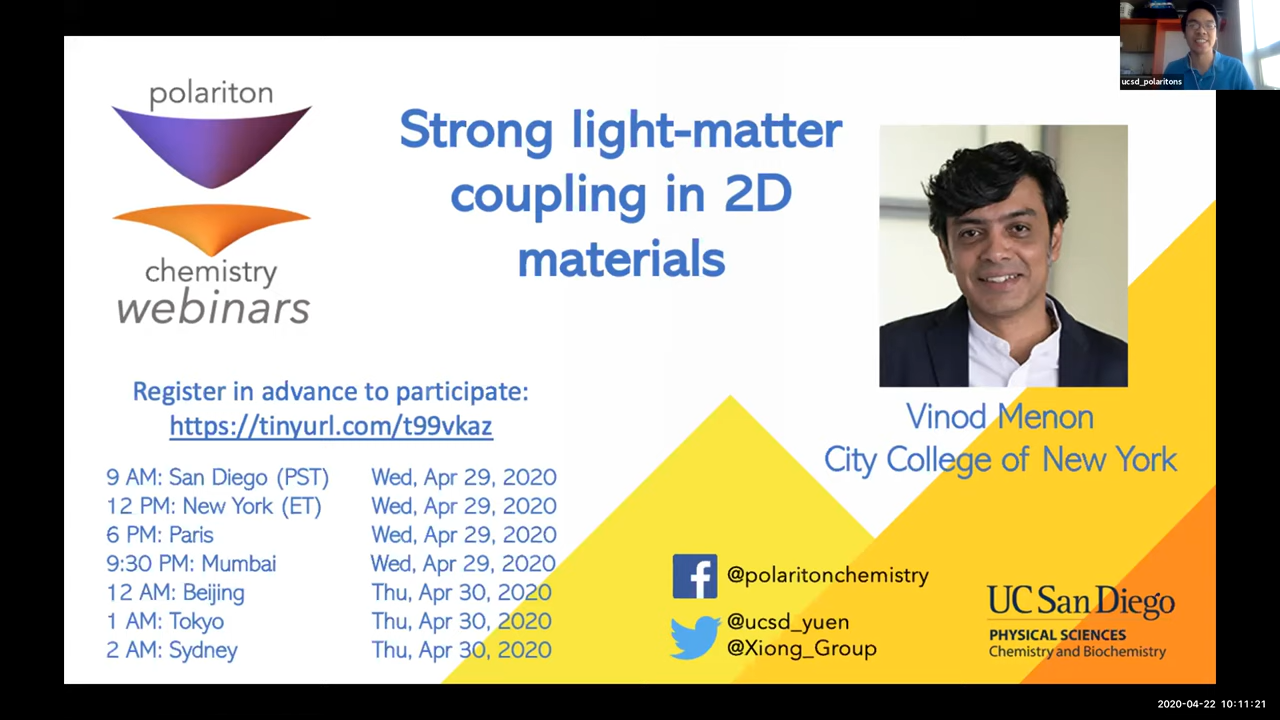 polariton
chemistry
webinars
Strong light-matter
coupling in 2D
materials
ucsd_polaritons
Register in advance to participate:
https://tinyurl.com/t99vkaz
9 AM: San Diego (PST) Wed, Apr 29, 2020
12 PM: New York (ET) Wed, Apr 29, 2020
6 PM: Paris Wed, Apr 29, 2020
9:30 PM: Mumbai Wed, Apr 29, 2020
12 AM: Beijing Thu, Apr 30, 2020
1 AM: Tokyo Thu, Apr 30, 2020
2 AM: Sydney Thu, Apr 30, 2020
Vinod Menon
City College of New York
@polaritonchemistry
@ucsd_yuen
@Xiong_Group
UC San Diego
PHYSICAL SCIENCES
Chemistry and Biochemistry
2020-04-22 10:11:21